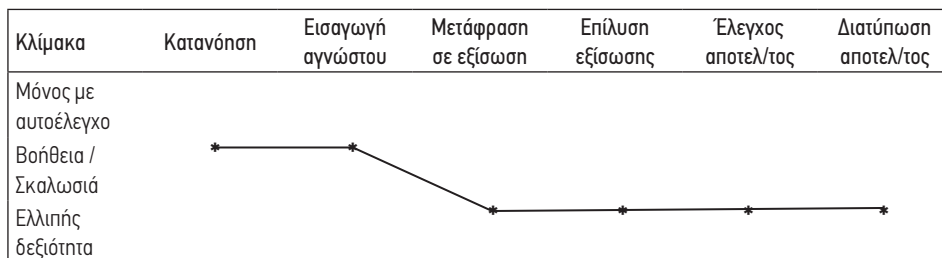 Κλίμακα Κατανόηση Εισαγωγή αγνώστου Μετάφραση σε εξίσωση Επίλυση εξίσωσης Έλεγχος αποτελ/τος Διατύπωση αποτελ/τος
Μόνος με
αυτοέλεγχο
Βοήθεια /
Σκαλωσιά
Ελλιπής
δεξιότητα